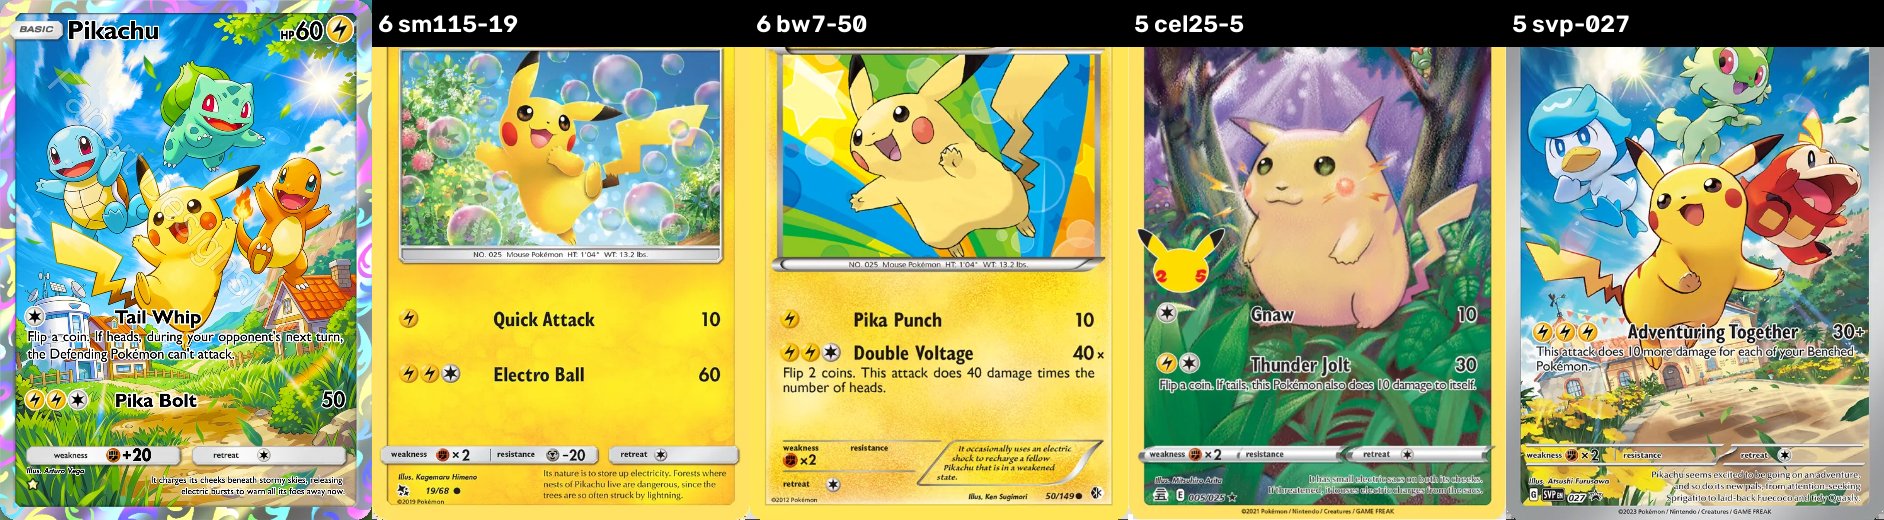 BASIC Pikachu HP60
Tail Whip
Flip a coin. If heads, during your opponent's next turn,
the Defending Pokémon can't attack.
Pika Bolt 50
weakness +20 retreat
Illus. Asturo Vega
It charges its cheeks beneath stormy skies, releasing
electric bursts to warn all its foes away now.
6 sm115-19
NO. 025 Mouse Pokémon HT: 1'04" WT: 13.2 lbs.
Quick Attack 10
Electro Ball 60
weakness ×2 resistance -20 retreat
Illus. Kagemaru Himeno
19/68
©2019 Pokémon
Its nature is to store up electricity. Forests where
nests of Pikachu live are dangerous, since the
trees are so often struck by lightning.
6 bw7-50
NO. 025 Mouse Pokémon HT: 1'04" WT: 13.2 lbs.
Pika Punch 10
Double Voltage 40×
Flip 2 coins. This attack does 40 damage times the
number of heads.
weakness resistance
×2
retreat
It occasionally uses an electric
shock to recharge a fellow
Pikachu that is in a weakened
state.
©2012 Pokémon
Illus. Ken Sugimori 50/149
5 cel25-5
25
Gnaw 10
Thunder Jolt 30
Flip a coin. If tails, this Pokémon also does 10 damage to itself.
weakness ×2 resistance retreat
Illus. Mitsuhiro Arita
E 005/025
It has small electric sacs on both its cheeks.
If threatened, it looses electric charges from the sacs.
©2021 Pokémon / Nintendo / Creatures / GAME FREAK
5 svp-027
Adventuring Together 30+
This attack does 10 more damage for each of your Benched
Pokémon.
weakness ×2 resistance retreat
Illus. Atsushi Furusawa
G SVP EN 027
Pikachu seems excited to be going on an adventure,
and so do its new pals, from attention-seeking
Sprigatito to laid-back Fuecoco and tidy Quaxly.
©2023 Pokémon / Nintendo / Creatures / GAME FREAK